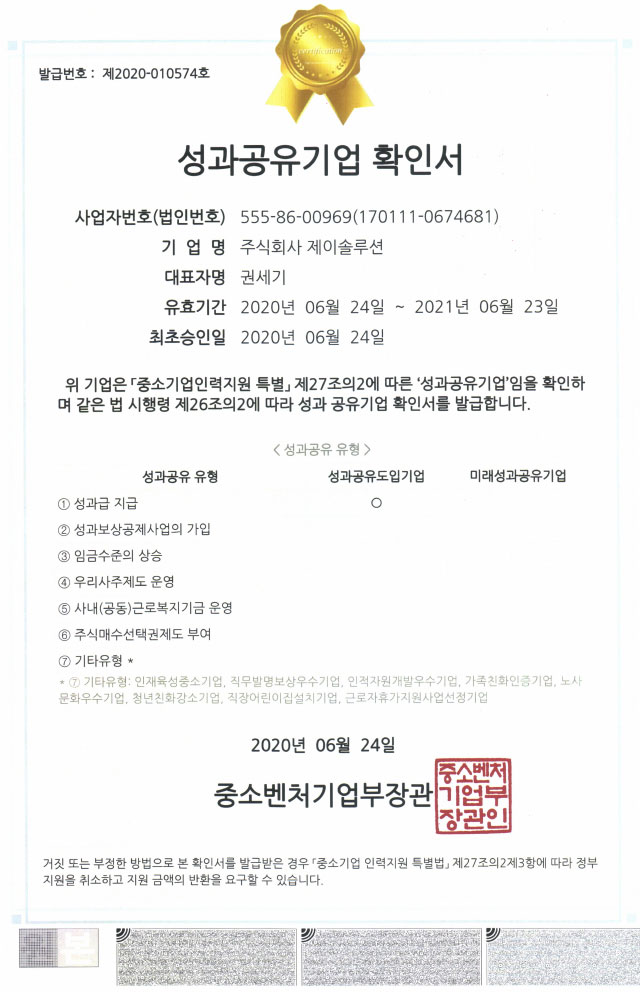 발급번호 : 제2020-010574호
성과공유기업 확인서
사업자번호(법인번호) 555-86-00969(170111-0674681)
기 업 명 주식회사 제이솔루션
대표자명 권세기
유효기간 2020년 06월 24일 ~ 2021년 06월 23일
최초승인일 2020년 06월 24일
위 기업은 「중소기업인력지원 특별」 제27조의2에 따른 ‘성과공유기업’임을 확인하
며 같은 법 시행령 제26조의2에 따라 성과 공유기업 확인서를 발급합니다.
< 성과공유 유형 >
성과공유 유형 성과공유도입기업 미래성과공유기업
① 성과급 지급 ○
② 성과보상공제사업의 가입
③ 임금수준의 상승
④ 우리사주제도 운영
⑤ 사내(공동)근로복지기금 운영
⑥ 주식매수선택권제도 부여
⑦ 기타유형 *
* ⑦ 기타유형: 인재육성중소기업, 직무발명보상우수기업, 인적자원개발우수기업, 가족친화인증기업, 노사
문화우수기업, 청년친화강소기업, 직장어린이집설치기업, 근로자휴가지원사업선정기업
2020년 06월 24일
중소벤처기업부장관
중소벤처
기업부
장관인
거짓 또는 부정한 방법으로 본 확인서를 발급받은 경우 「중소기업 인력지원 특별법」 제27조의2제3항에 따라 정부
지원을 취소하고 지원 금액의 반환을 요구할 수 있습니다.